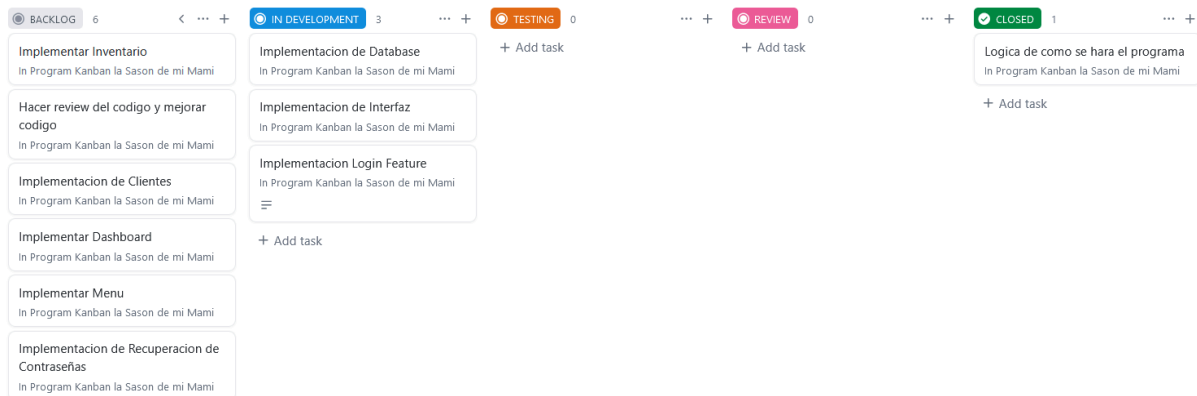 BACKLOG 6
Implementar Inventario
In Program Kanban la Sason de mi Mami
Hacer review del codigo y mejorar
codigo
In Program Kanban la Sason de mi Mami
Implementacion de Clientes
In Program Kanban la Sason de mi Mami
Implementar Dashboard
In Program Kanban la Sason de mi Mami
Implementar Menu
In Program Kanban la Sason de mi Mami
Implementacion de Recuperacion de
Contraseñas
In Program Kanban la Sason de mi Mami
IN DEVELOPMENT 3
Implementacion de Database
In Program Kanban la Sason de mi Mami
Implementacion de Interfaz
In Program Kanban la Sason de mi Mami
Implementacion Login Feature
In Program Kanban la Sason de mi Mami
+ Add task
TESTING 0
+ Add task
REVIEW 0
+ Add task
CLOSED 1
Logica de como se hara el programa
In Program Kanban la Sason de mi Mami
+ Add task